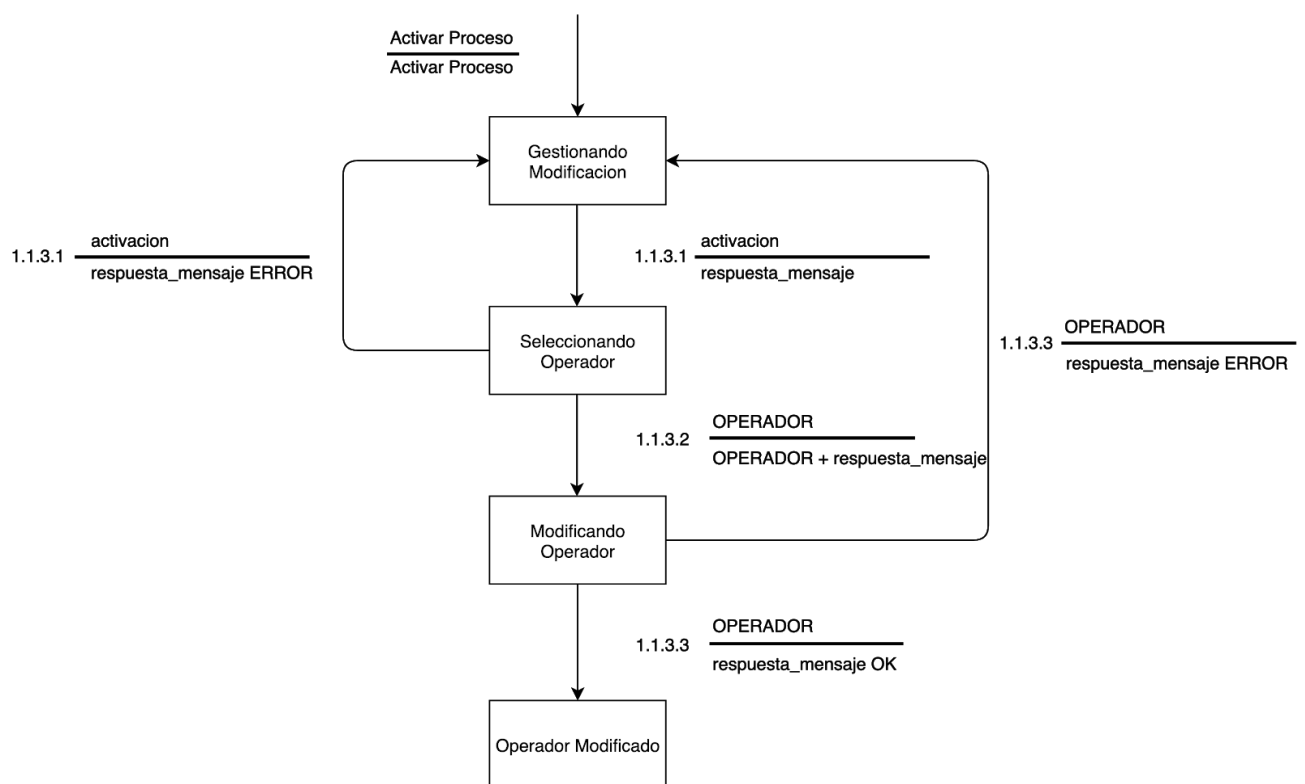 Activar Proceso
Activar Proceso
Gestionando
Modificacion
1.1.3.1
activacion
respuesta_mensaje ERROR
1.1.3.1
activacion
respuesta_mensaje
Seleccionando
Operador
1.1.3.3
OPERADOR
respuesta_mensaje ERROR
1.1.3.2
OPERADOR
OPERADOR + respuesta_mensaje
Modificando
Operador
1.1.3.3
OPERADOR
respuesta_mensaje OK
Operador Modificado